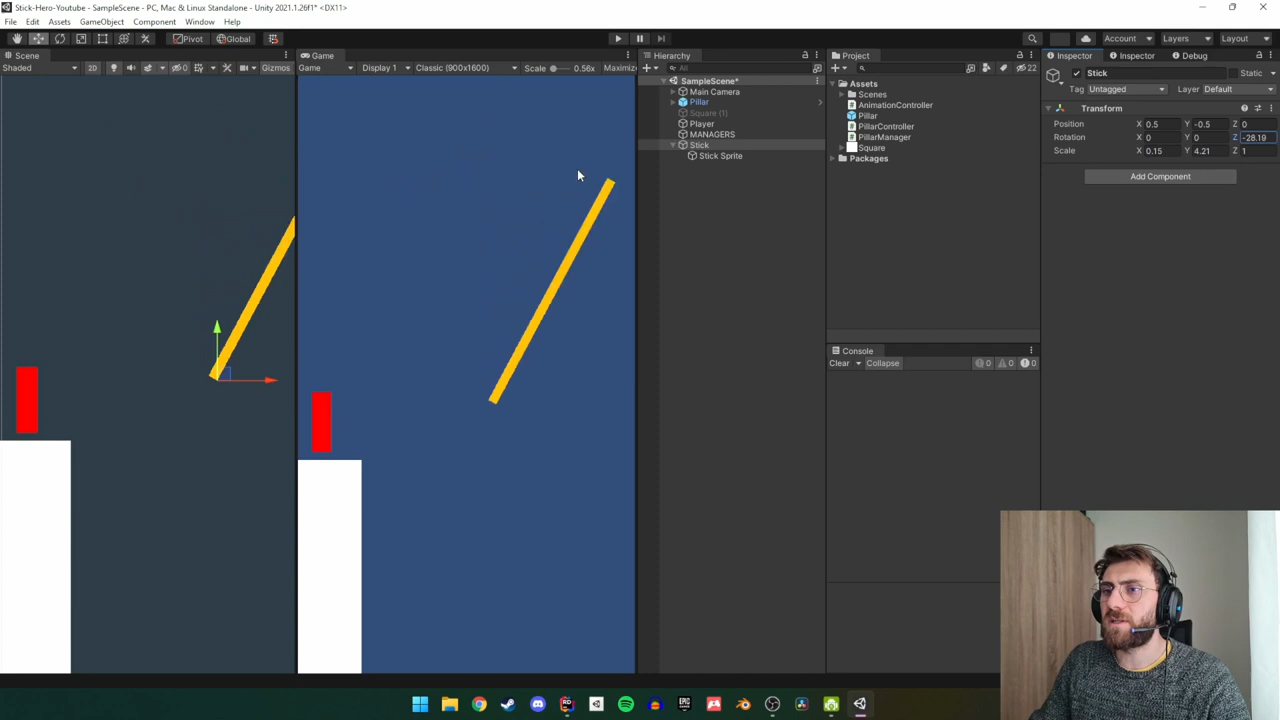 Stick-Hero-Youtube - SampleScene - PC, Mac & Linux Standalone - Unity 2021.1.26f1* <DX11>
File Edit Assets GameObject Component Window Help
Pivot Global Account Layers Layout
Scene
Shaded 2D 0 Gizmos
Game
Game Display 1 Classic (900x1600) Scale 0.56x Maximiz
Hierarchy
All
SampleScene*
Main Camera
Pillar
Square (1)
Player
MANAGERS
Stick
Stick Sprite
Project
22
Assets
Scenes
AnimationController
Pillar
PillarController
PillarManager
Square
Packages
Console
Clear Collapse 0 0 0
Inspector Inspector Debug
Stick Static
Tag Untagged Layer Default
Transform
Position X 0.5 Y -0.5 Z 0
Rotation X 0 Y 0 Z -28.19
Scale X 0.15 Y 4.21 Z 1
Add Component